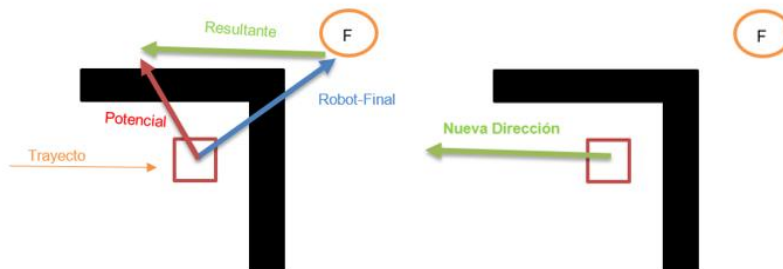 Resultante
F
F
Robot-Final
Potencial
Nueva Dirección
Trayecto